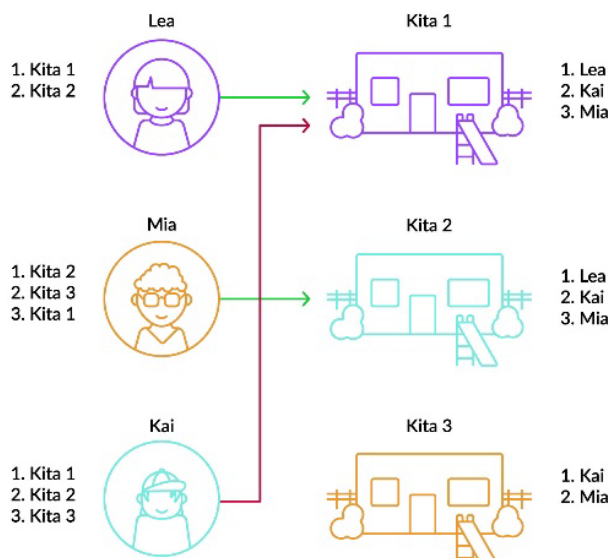 Lea
Kita 1
1. Kita 1
2. Kita 2
1. Lea
2. Kai
3. Mia
Mia
Kita 2
1. Kita 2
2. Kita 3
3. Kita 1
1. Lea
2. Kai
3. Mia
Kai
Kita 3
1. Kita 1
2. Kita 2
3. Kita 3
1. Kai
2. Mia